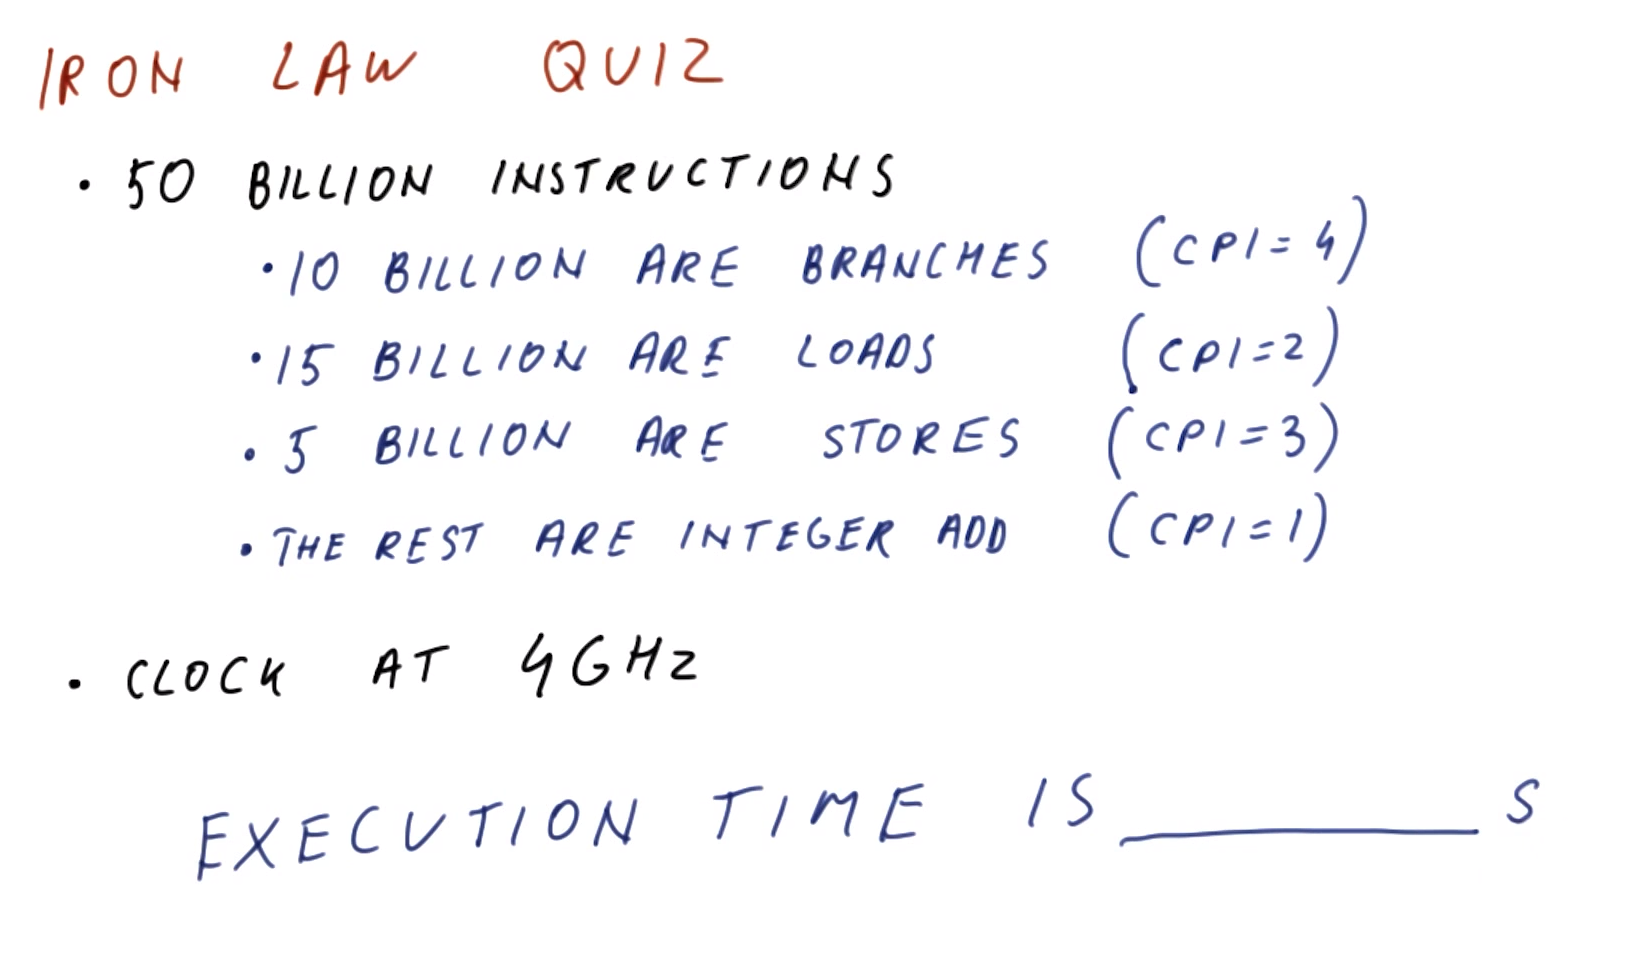 IRON LAW QUIZ
• 50 BILLION INSTRUCTIONS
• 10 BILLION ARE BRANCHES (CPI=4)
• 15 BILLION ARE LOADS (CPI=2)
• 5 BILLION ARE STORES (CPI=3)
• THE REST ARE INTEGER ADD (CPI=1)
• CLOCK AT 4GHz
EXECUTION TIME IS ________ S